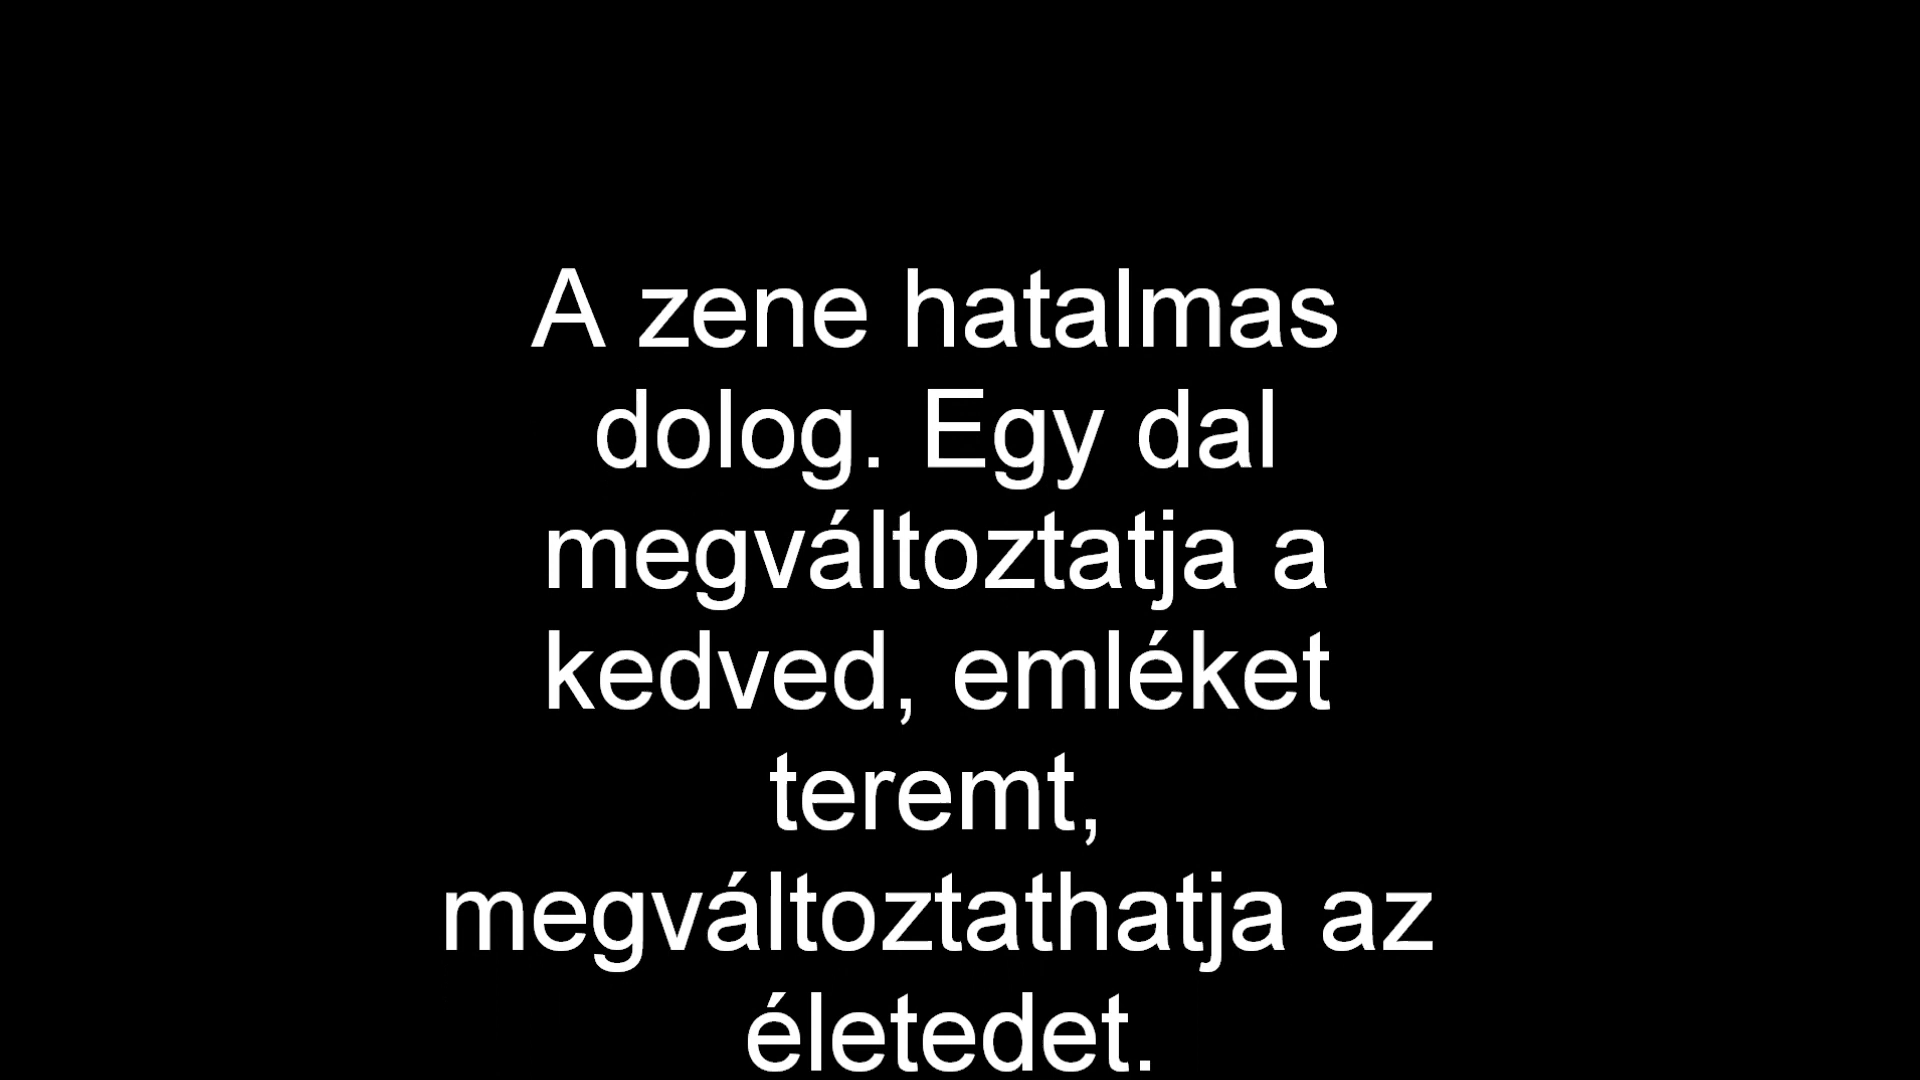 A zene hatalmas
dolog. Egy dal
megváltoztatja a
kedved, emléket
teremt,
megváltoztathatja az
életedet.